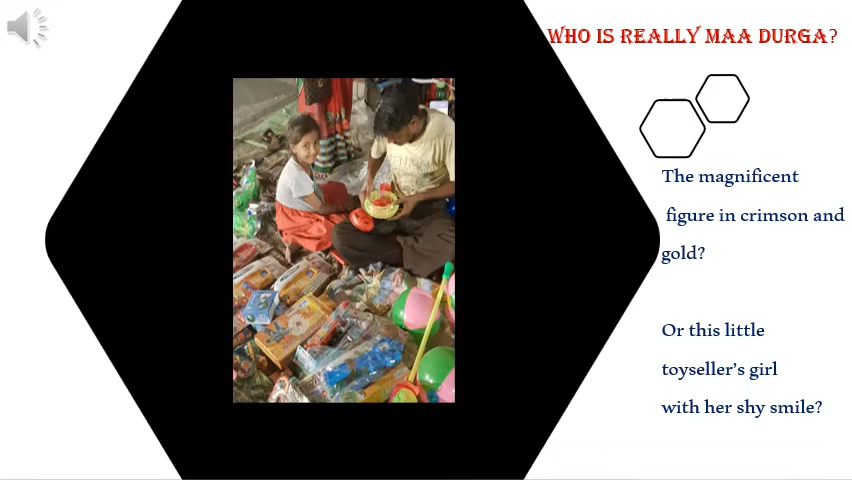 WHO IS REALLY MAA DURGA?
The magnificent
figure in crimson and
gold?
Or this little
toyseller's girl
with her shy smile?